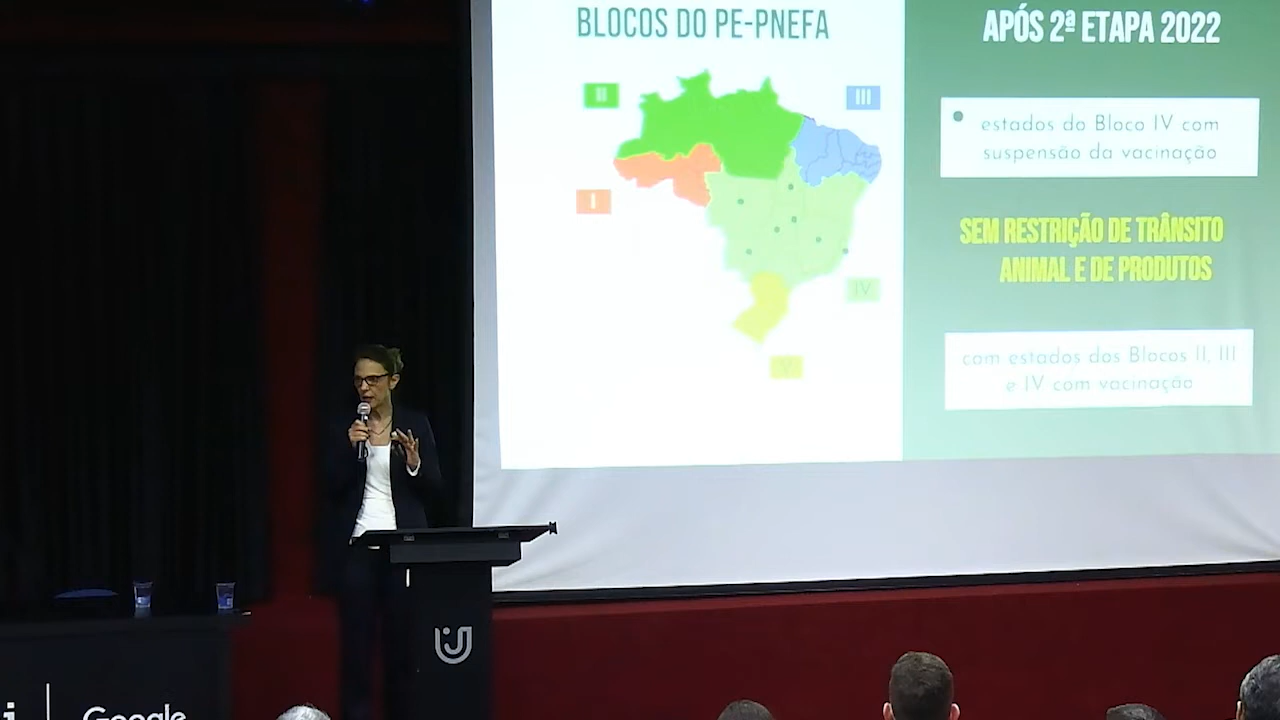 BLOCOS DO PE-PNEFA
II
III
I
IV
V
APÓS 2ª ETAPA 2022
estados do Bloco IV com
suspensão da vacinação
SEM RESTRIÇÃO DE TRÂNSITO
ANIMAL E DE PRODUTOS
com estados dos Blocos II, III
e IV com vacinação
i
Google